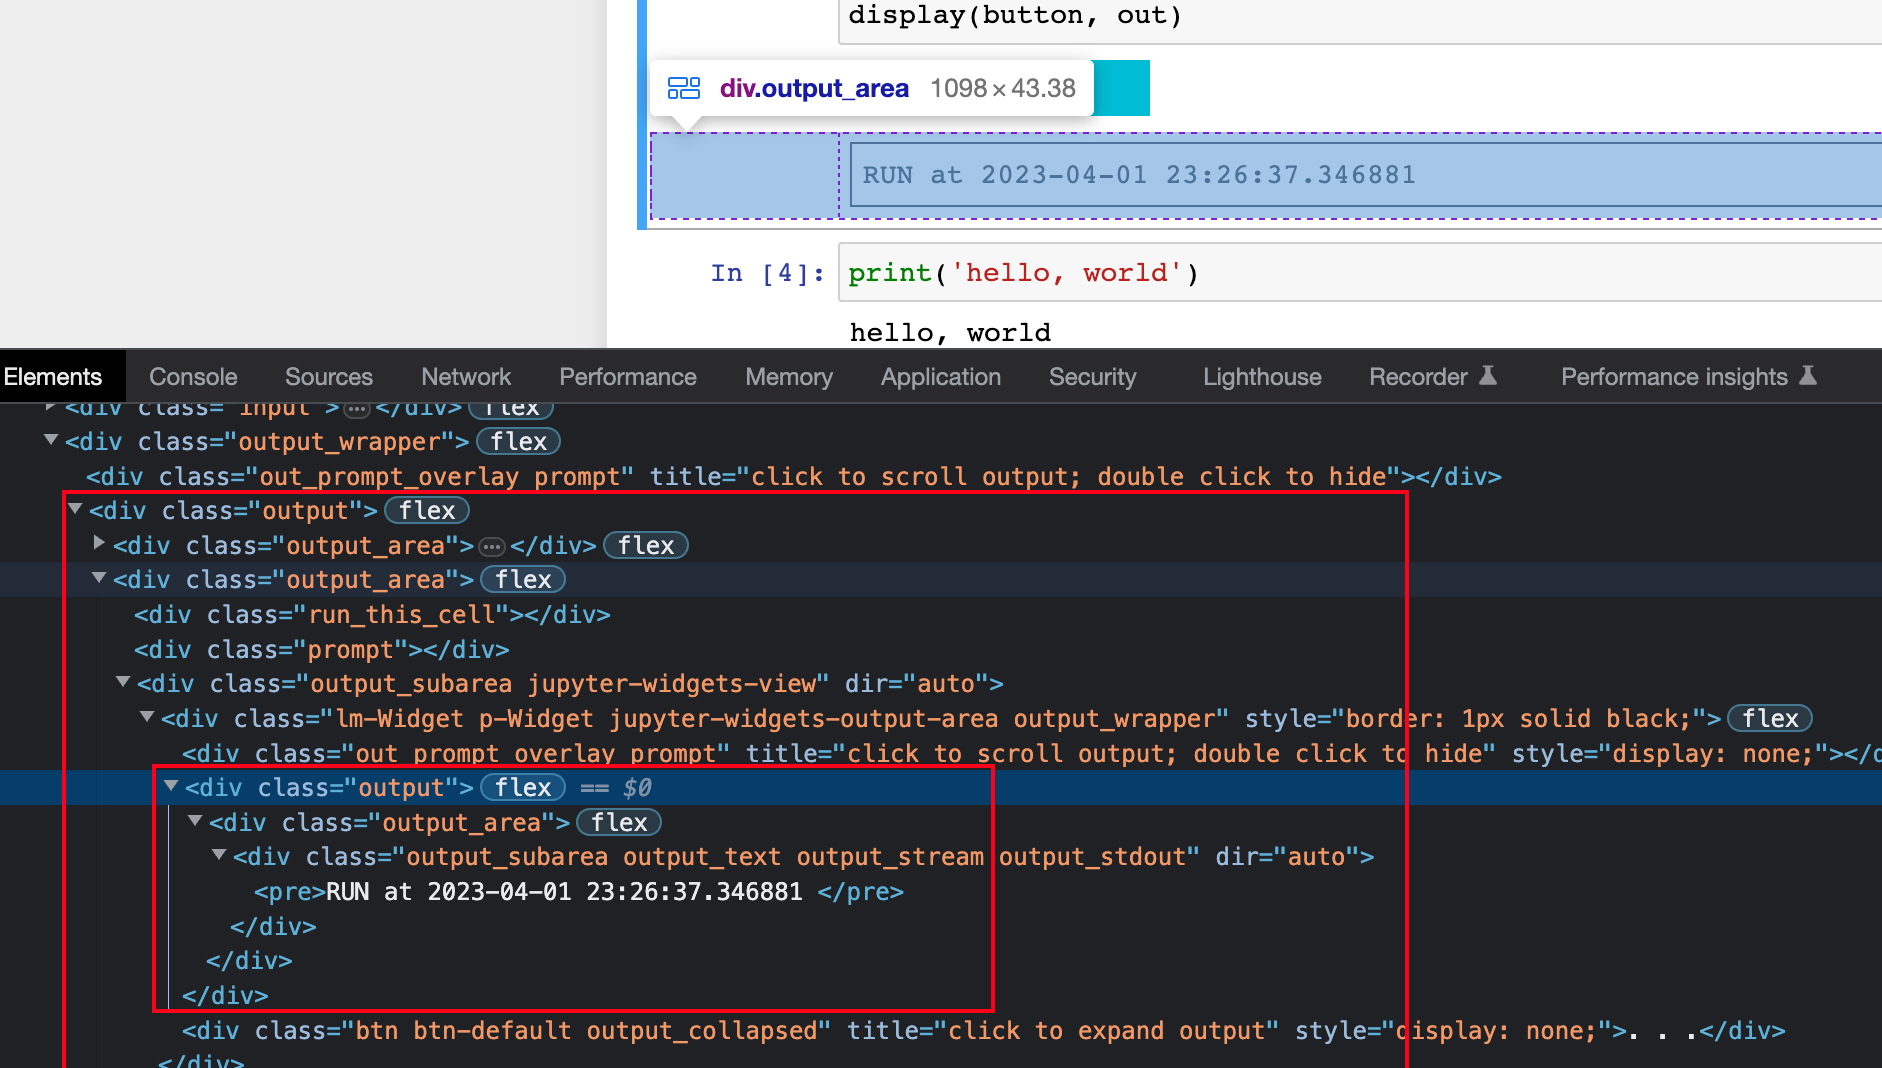 display(button, out)
div.output_area 1098 × 43.38
RUN at 2023-04-01 23:26:37.346881
In [4]: print('hello, world')
hello, world
Elements Console Sources Network Performance Memory Application Security Lighthouse Recorder Performance insights
<div class="input">…</div> flex
<div class="output_wrapper"> flex
<div class="out_prompt_overlay prompt" title="click to scroll output; double click to hide"></div>
<div class="output"> flex
<div class="output_area">…</div> flex
<div class="output_area"> flex
<div class="run_this_cell"></div>
<div class="prompt"></div>
<div class="output_subarea jupyter-widgets-view" dir="auto">
<div class="lm-Widget p-Widget jupyter-widgets-output-area output_wrapper" style="border: 1px solid black;"> flex
<div class="out_prompt_overlay prompt" title="click to scroll output; double click to hide" style="display: none;"></d
<div class="output"> flex == $0
<div class="output_area"> flex
<div class="output_subarea output_text output_stream output_stdout" dir="auto">
<pre>RUN at 2023-04-01 23:26:37.346881 </pre>
</div>
</div>
</div>
<div class="btn btn-default output_collapsed" title="click to expand output" style="display: none;">. . .</div>
</div>